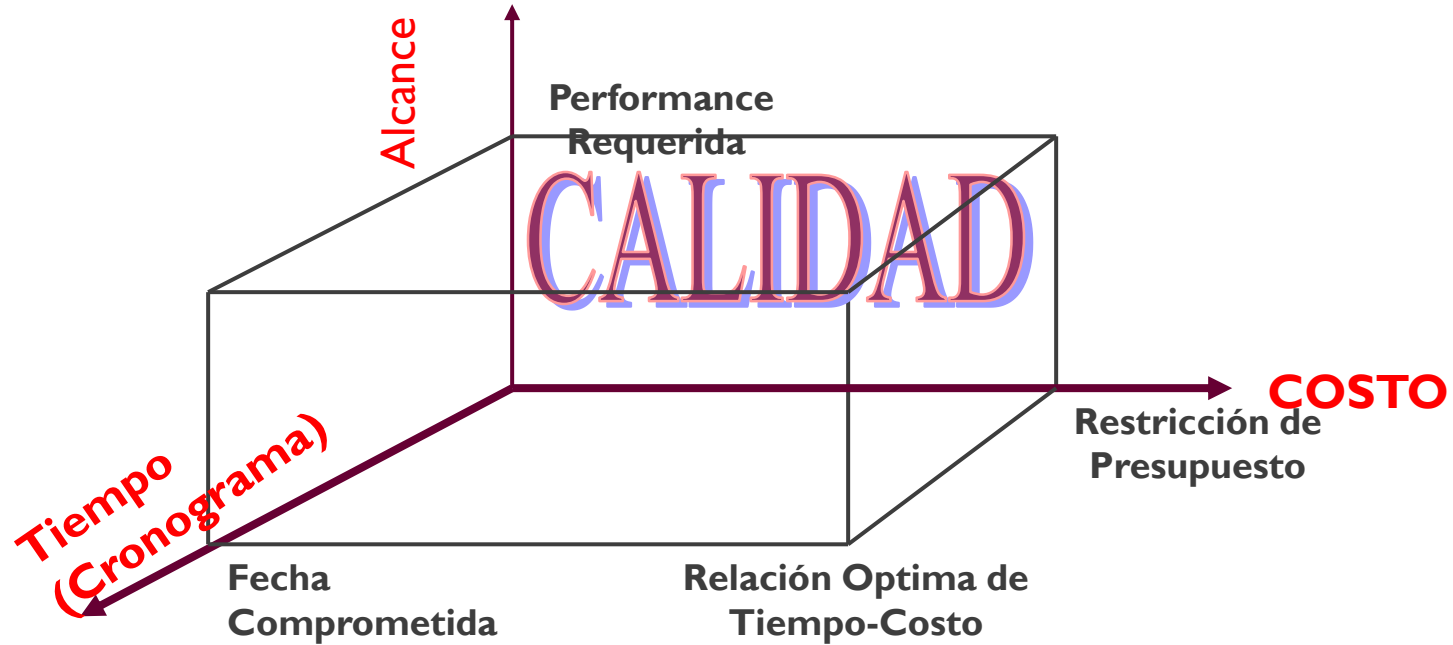 Alcance
Performance
Requerida
CALIDAD
COSTO
Restricción de
Presupuesto
Tiempo
(Cronograma)
Fecha
Comprometida
Relación Optima de
Tiempo-Costo